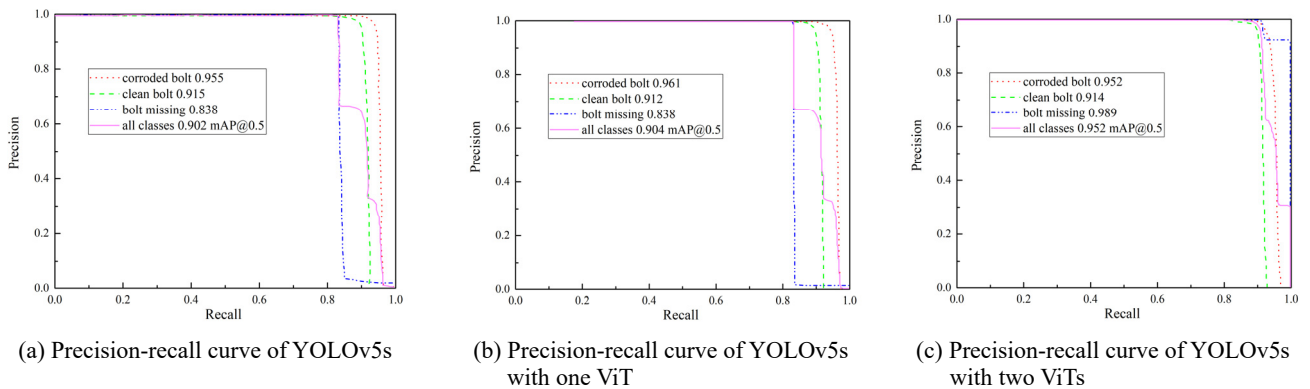 1.0
0.8
0.6
0.4
0.2
0.0
Precision
corroded bolt 0.955
clean bolt 0.915
bolt missing 0.838
all classes 0.902 mAP@0.5
0.0 0.2 0.4 0.6 0.8 1.0
Recall
(a) Precision-recall curve of YOLOv5s
1.0
0.8
0.6
0.4
0.2
0.0
Precision
corroded bolt 0.961
clean bolt 0.912
bolt missing 0.838
all classes 0.904 mAP@0.5
0.0 0.2 0.4 0.6 0.8 1.0
Recall
(b) Precision-recall curve of YOLOv5s
with one ViT
1.0
0.8
0.6
0.4
0.2
0.0
Precision
corroded bolt 0.952
clean bolt 0.914
bolt missing 0.989
all classes 0.952 mAP@0.5
0.0 0.2 0.4 0.6 0.8 1.0
Recall
(c) Precision-recall curve of YOLOv5s
with two ViTs